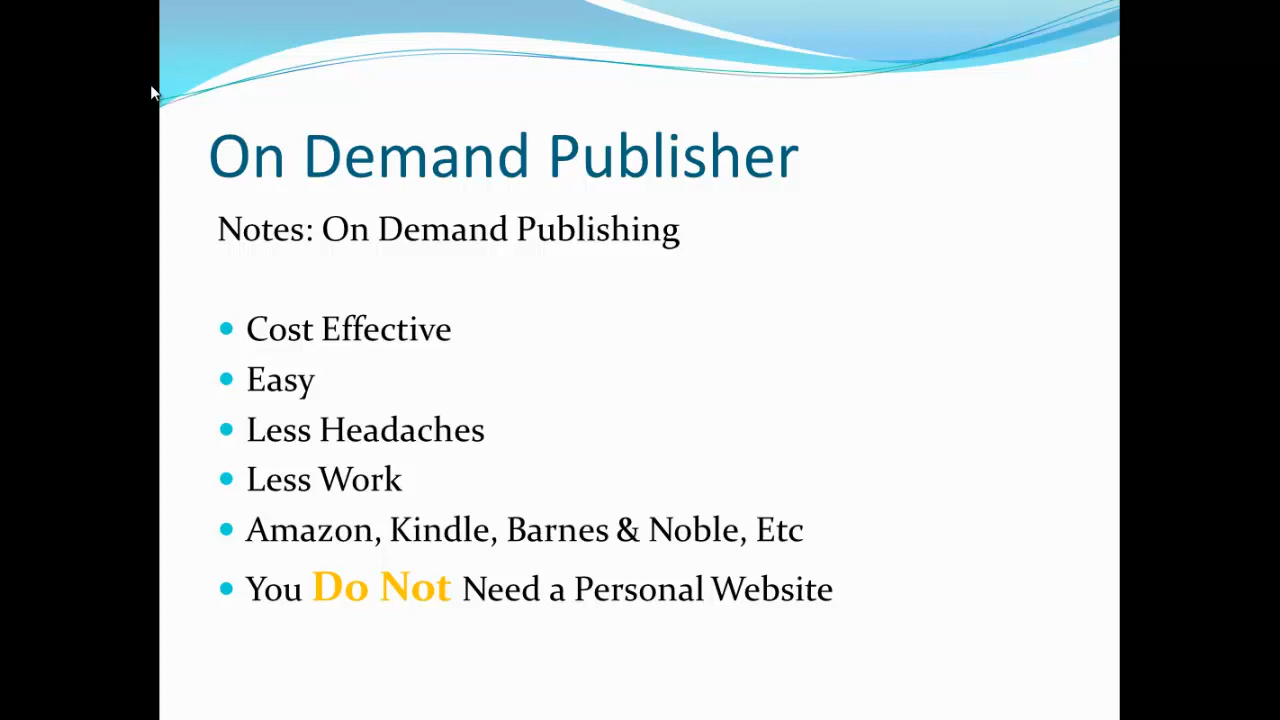 On Demand Publisher
Notes: On Demand Publishing
• Cost Effective
• Easy
• Less Headaches
• Less Work
• Amazon, Kindle, Barnes & Noble, Etc
• You Do Not Need a Personal Website